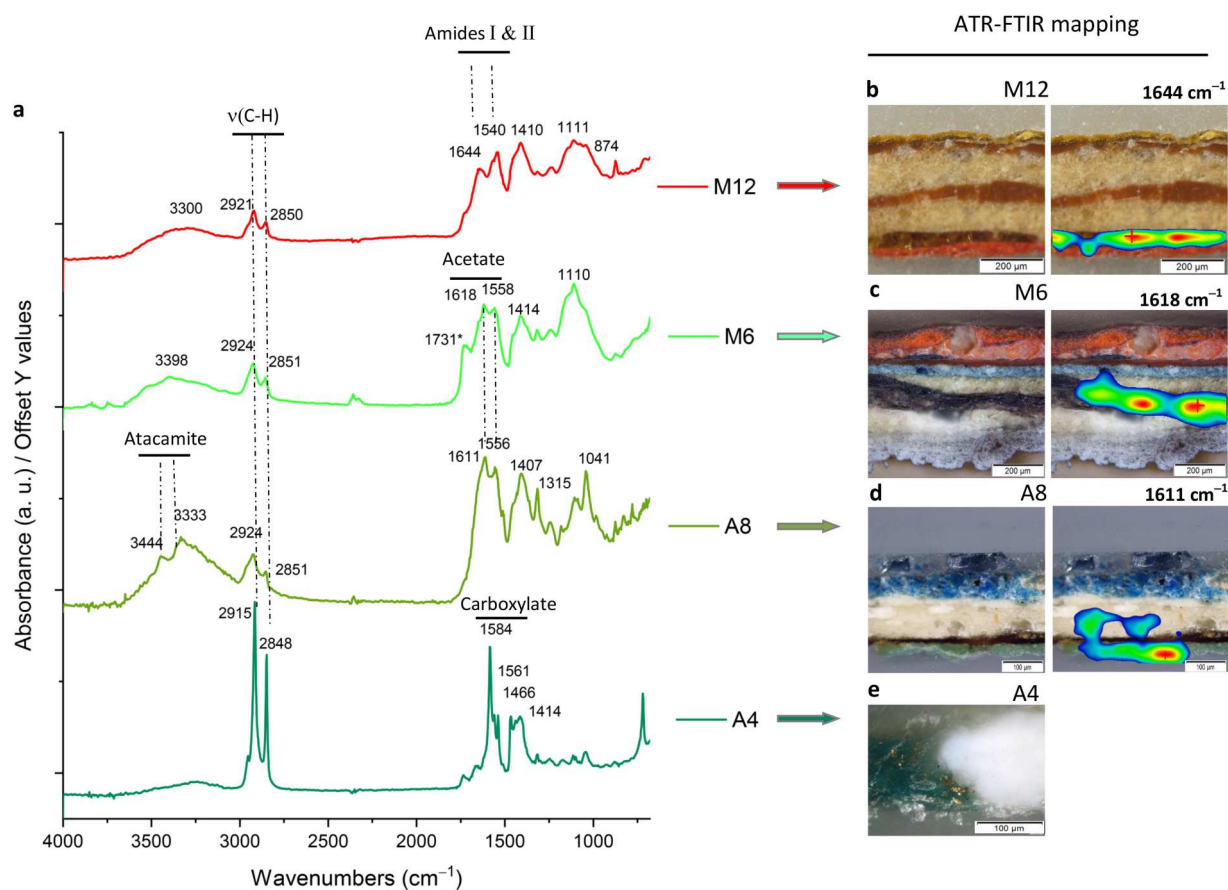 ATR-FTIR mapping
Amides I & II
a
ν(C-H)
3300
2921
2850
1644
1540
1410
1111
874
M12
Acetate
3398
2924
2851
1731*
1618
1558
1414
1110
M6
Atacamite
3444
3333
2924
2851
1611
1556
1407
1315
1041
A8
Carboxylate
2915
2848
1584
1561
1466
1414
A4
4000 3500 3000 2500 2000 1500 1000
Wavenumbers (cm⁻¹)
Absorbance (a. u.) / Offset Y values
b M12 1644 cm⁻¹
200 µm 200 µm
c M6 1618 cm⁻¹
200 µm 200 µm
d A8 1611 cm⁻¹
100 µm 100 µm
e A4
100 µm